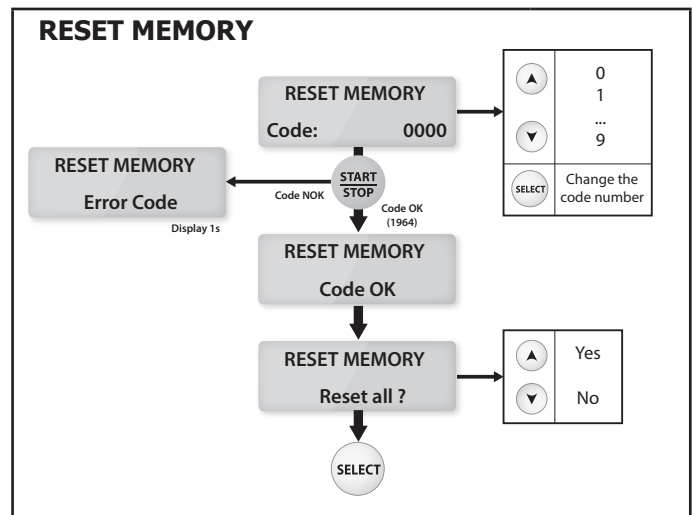 RESET MEMORY
RESET MEMORY
Code: 0000
0
1
...
9
SELECT
Change the
code number
START
STOP
RESET MEMORY
Error Code
Display 1s
Code NOK
Code OK
(1964)
RESET MEMORY
Code OK
RESET MEMORY
Reset all ?
Yes
No
SELECT